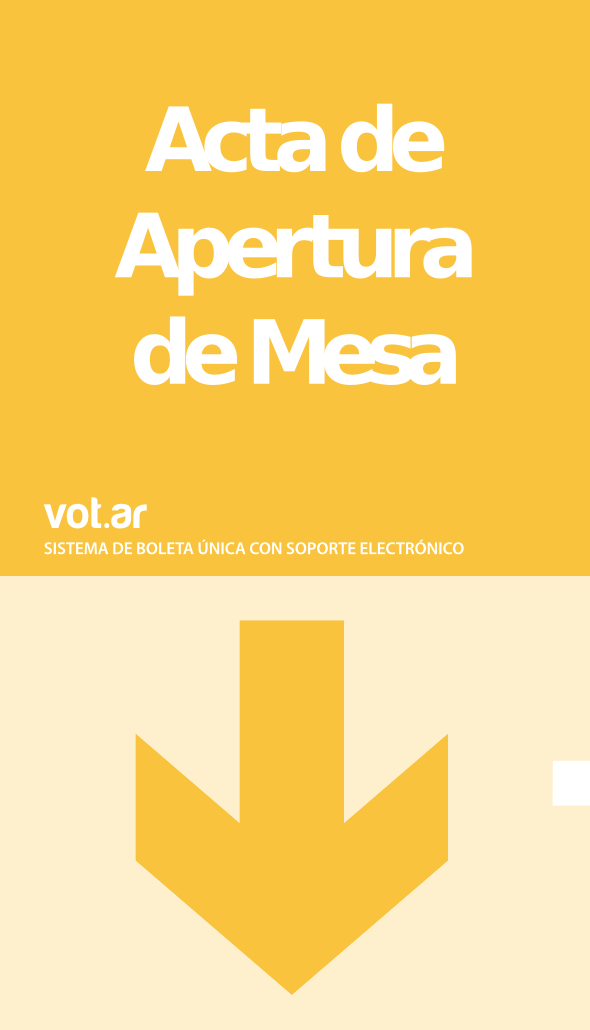 Acta de
Apertura
de Mesa
vot.ar
SISTEMA DE BOLETA ÚNICA CON SOPORTE ELECTRÓNICO